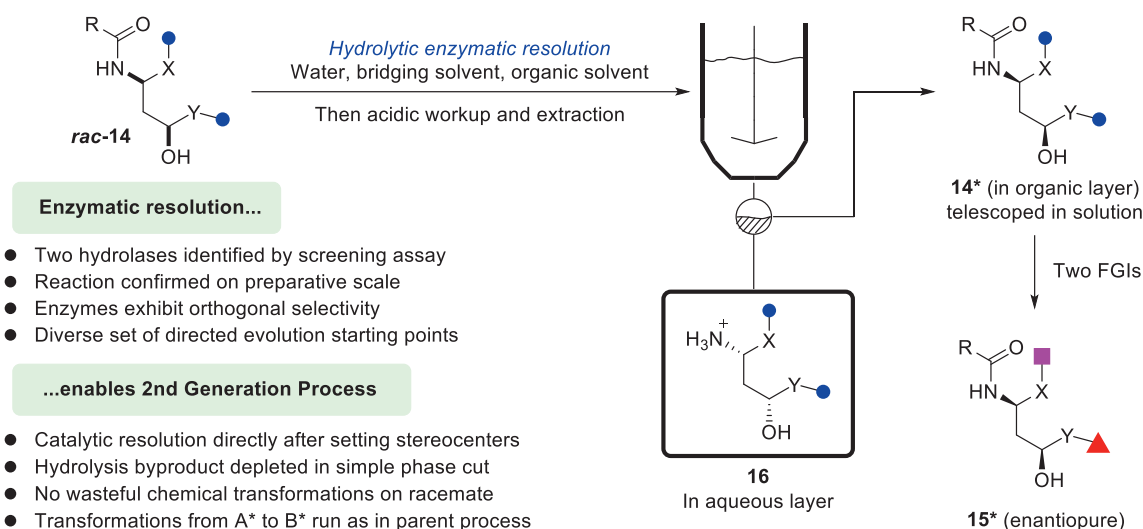 R
O
HN
X
Y
rac-14
OH
Hydrolytic enzymatic resolution
Water, bridging solvent, organic solvent
Then acidic workup and extraction
R
O
HN
X
Y
OH
14* (in organic layer)
telescoped in solution
Two FGIs
Enzymatic resolution...
● Two hydrolases identified by screening assay
● Reaction confirmed on preparative scale
● Enzymes exhibit orthogonal selectivity
● Diverse set of directed evolution starting points
...enables 2nd Generation Process
● Catalytic resolution directly after setting stereocenters
● Hydrolysis byproduct depleted in simple phase cut
● No wasteful chemical transformations on racemate
● Transformations from A* to B* run as in parent process
+
H₃N
X
Y
OH
16
In aqueous layer
R
O
HN
X
Y
OH
15* (enantiopure)